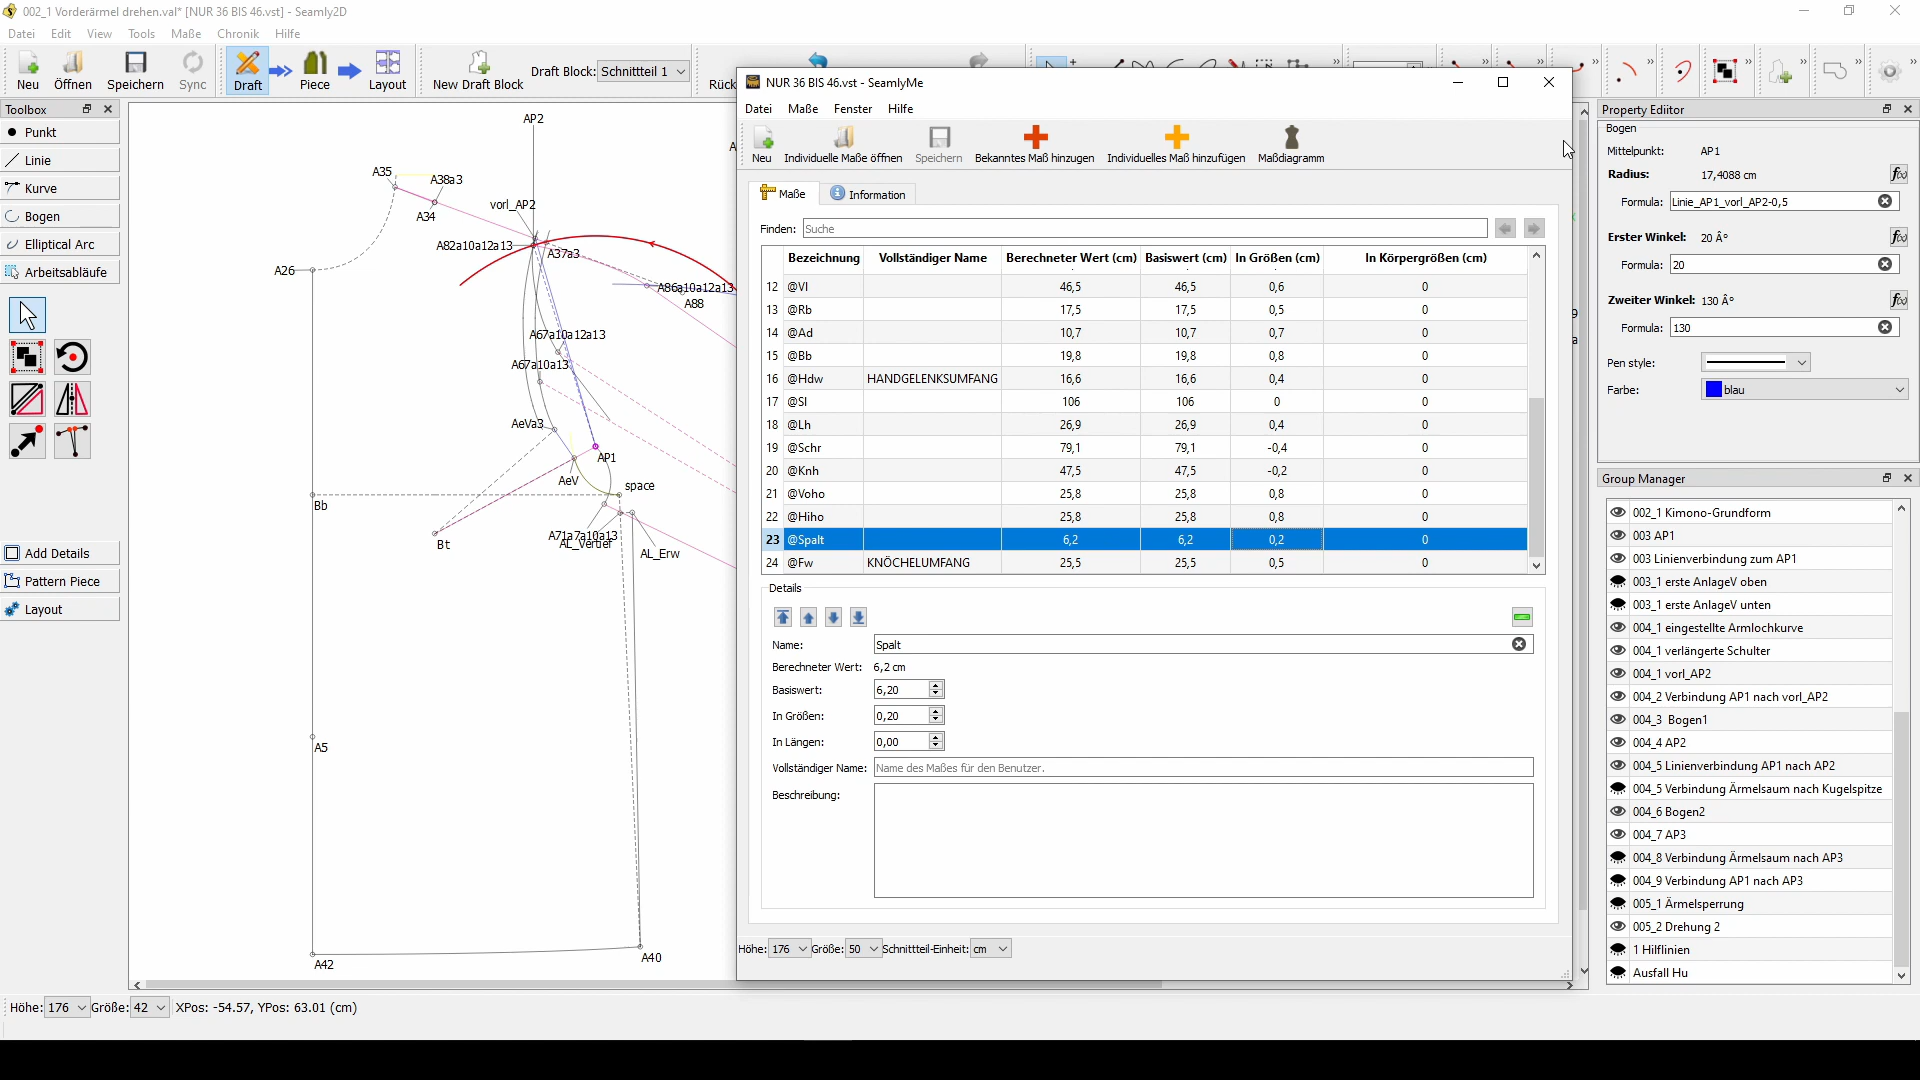 002_1 Vorderärmel drehen.val* [NUR 36 BIS 46.vst] - Seamly2D
Datei Edit View Tools Maße Chronik Hilfe
Neu Öffnen Speichern Sync Draft Piece Layout New Draft Block Draft Block: Schnittteil 1 Rück
Toolbox
Punkt
Linie
Kurve
Bogen
Elliptical Arc
Arbeitsabläufe
Add Details
Pattern Piece
Layout
AP2
A35
A38a3
A34
vorl_AP2
A82a10a12a13
A37a3
A26
A86a10a12a13
A88
A67a10a12a13
A67a10a13
AeVa3
AP1
AeV
space
Bb
Bt
A71a7a10a13
AL_Vertief
AL_Erw
A5
A42
A40
NUR 36 BIS 46.vst - SeamlyMe
Datei Maße Fenster Hilfe
Neu Individuelle Maße öffnen Speichern Bekanntes Maß hinzugen Individuelles Maß hinzufügen Maßdiagramm
Maße Information
Finden: Suche
Bezeichnung Vollständiger Name Berechneter Wert (cm) Basiswert (cm) In Größen (cm) In Körpergrößen (cm)
12 @Vl 46,5 46,5 0,6 0
13 @Rb 17,5 17,5 0,5 0
14 @Ad 10,7 10,7 0,7 0
15 @Bb 19,8 19,8 0,8 0
16 @Hdw HANDGELENKSUMFANG 16,6 16,6 0,4 0
17 @Sl 106 106 0 0
18 @Lh 26,9 26,9 0,4 0
19 @Schr 79,1 79,1 -0,4 0
20 @Knh 47,5 47,5 -0,2 0
21 @Voho 25,8 25,8 0,8 0
22 @Hiho 25,8 25,8 0,8 0
23 @Spalt 6,2 6,2 0,2 0
24 @Fw KNÖCHELUMFANG 25,5 25,5 0,5 0
Details
Name: Spalt
Berechneter Wert: 6,2 cm
Basiswert: 6,20
In Größen: 0,20
In Längen: 0,00
Vollständiger Name: Name des Maßes für den Benutzer.
Beschreibung:
Höhe: 176 Größe: 50 Schnittteil-Einheit: cm
Property Ediitor
Bogen
Mittelpunkt: AP1
Radius: 17,4088 cm
Formula: Linie_AP1_vorl_AP2-0,5
Erster Winkel: 20 Â°
Formula: 20
Zweiter Winkel: 130 Â°
Formula: 130
Pen style:
Farbe: blau
Group Manager
002_1 Kimono-Grundform
003 AP1
003 Linienverbindung zum AP1
003_1 erste AnlageV oben
003_1 erste AnlageV unten
004_1 eingestellte Armlochkurve
004_1 verlängerte Schulter
004_1 vorl_AP2
004_2 Verbindung AP1 nach vorl_AP2
004_3 Bogen1
004_4 AP2
004_5 Linienverbindung AP1 nach AP2
004_5 Verbindung Ärmelsaum nach Kugelspitze
004_6 Bogen2
004_7 AP3
004_8 Verbindung Ärmelsaum nach AP3
004_9 Verbindung AP1 nach AP3
005_1 Ärmelsperrung
005_2 Drehung 2
1 Hilflinien
Ausfall Hu
Höhe: 176 Größe: 42 XPos: -54.57, YPos: 63.01 (cm)